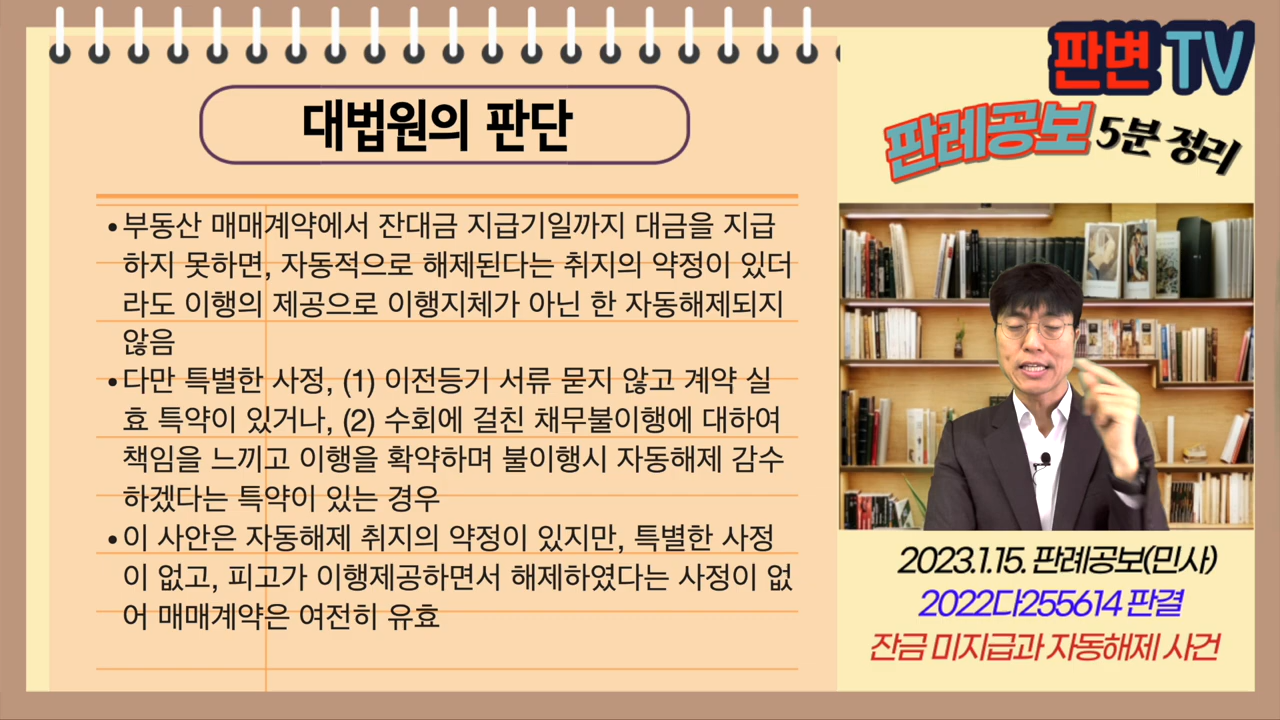 대법원의 판단
•부동산 매매계약에서 잔대금 지급기일까지 대금을 지급
하지 못하면, 자동적으로 해제된다는 취지의 약정이 있더
라도 이행의 제공으로 이행지체가 아닌 한 자동해제되지
않음
•다만 특별한 사정, (1) 이전등기 서류 묻지 않고 계약 실
효 특약이 있거나, (2) 수회에 걸친 채무불이행에 대하여
책임을 느끼고 이행을 확약하며 불이행시 자동해제 감수
하겠다는 특약이 있는 경우
•이 사안은 자동해제 취지의 약정이 있지만, 특별한 사정
이 없고, 피고가 이행제공하면서 해제하였다는 사정이 없
어 매매계약은 여전히 유효
판변 TV
판례공보 5분 정리
2023.1.15. 판례공보(민사)
2022다255614 판결
잔금 미지급과 자동해제 사건